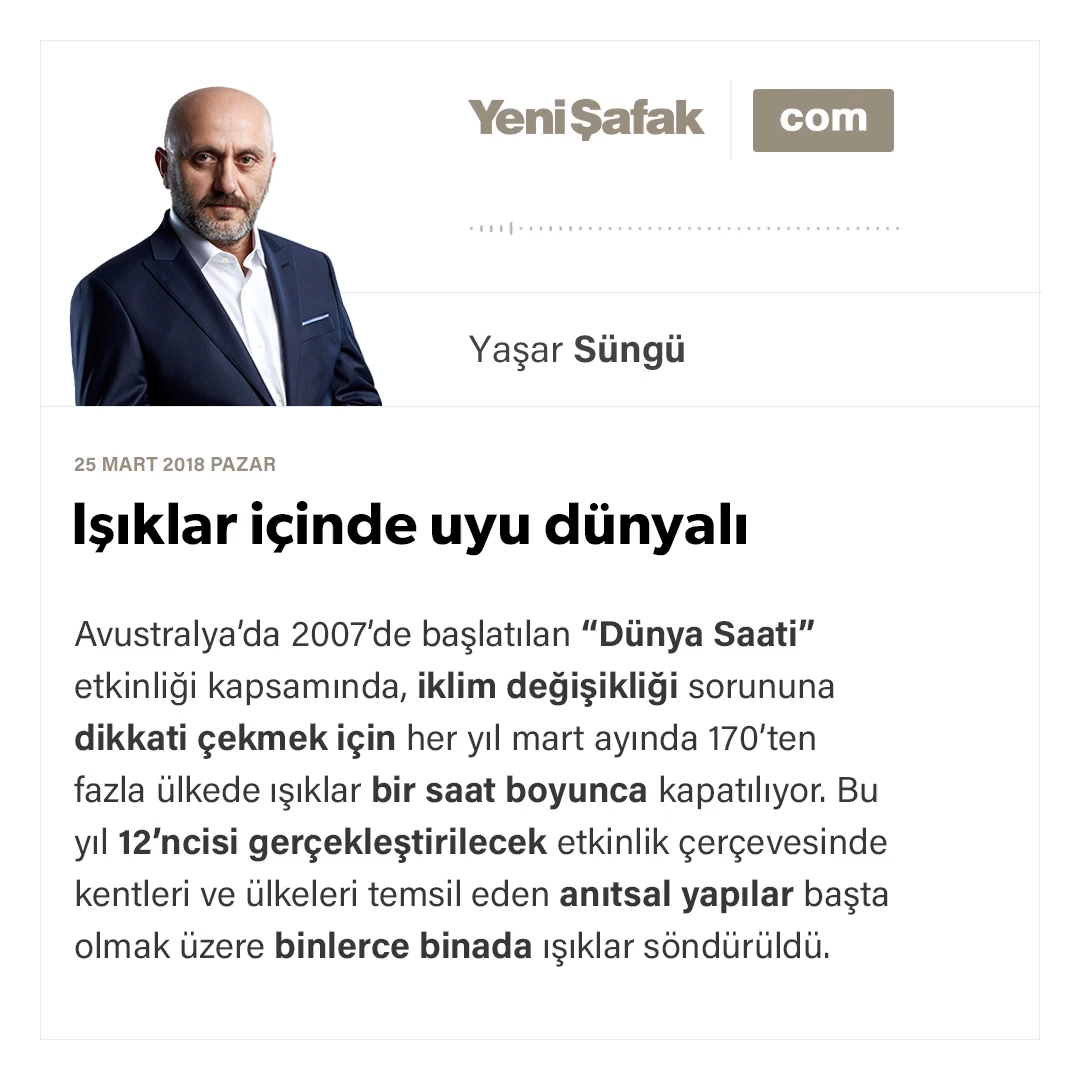 YeniŞafak
com
Yaşar Süngü
25 MART 2018 PAZAR
Işıklar içinde uyu dünyalı
Avustralya’da 2007’de başlatılan “Dünya Saati”
etkinliği kapsamında, iklim değişikliği sorununa
dikkati çekmek için her yıl mart ayında 170’ten
fazla ülkede ışıklar bir saat boyunca kapatılıyor. Bu
yıl 12’ncisi gerçekleştirilecek etkinlik çerçevesinde
kentleri ve ülkeleri temsil eden anıtsal yapılar başta
olmak üzere binlerce binada ışıklar söndürüldü.